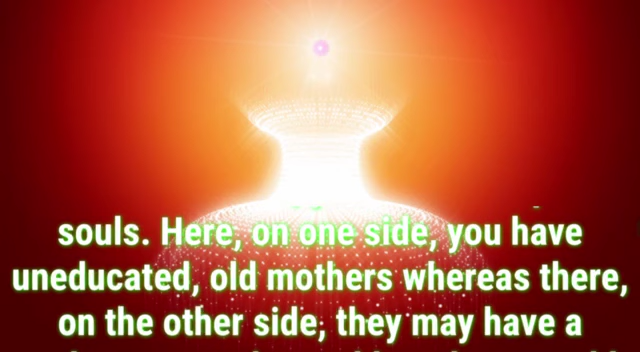 souls. Here, on one side, you have
uneducated, old mothers whereas there,
on the other side, they may have a